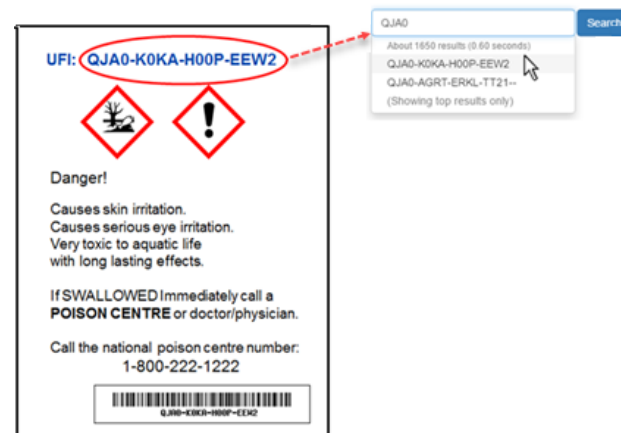 UFI: QJA0-K0KA-H00P-EEW2
Danger!
Causes skin irritation.
Causes serious eye irritation.
Very toxic to aquatic life
with long lasting effects.
If SWALLOWED Immediately call a
POISON CENTRE or doctor/physician.
Call the national poison centre number:
1-800-222-1222
QJA0-K0KA-H00P-EEW2
QJA0
Search
About 1650 results (0.60 seconds)
QJA0-K0KA-H00P-EEW2
QJA0-AGRT-ERKL-TT21--
(Showing top results only)